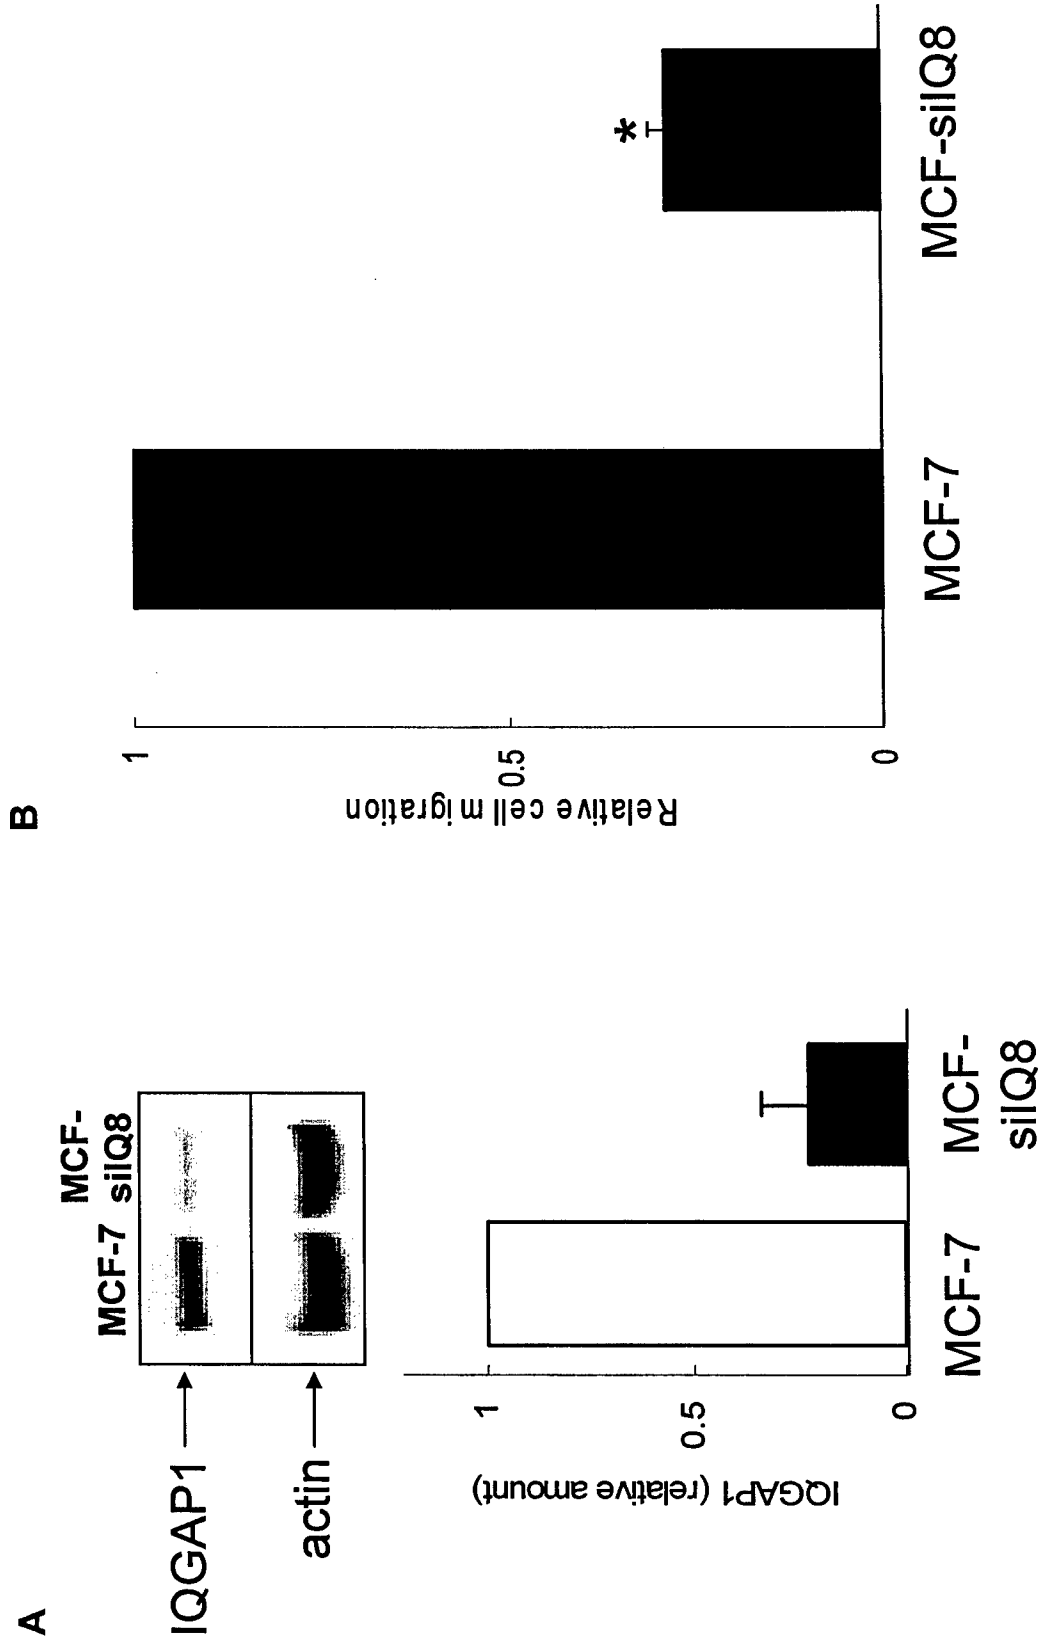 A
MCF-7
MCF-
siIQ8
IQGAP1
actin
IQGAP1 (relative amount)
1
0.5
0
MCF-7
MCF-
siIQ8
B
Relative cell migration
1
0.5
0
*
MCF-7
MCF-siIQ8